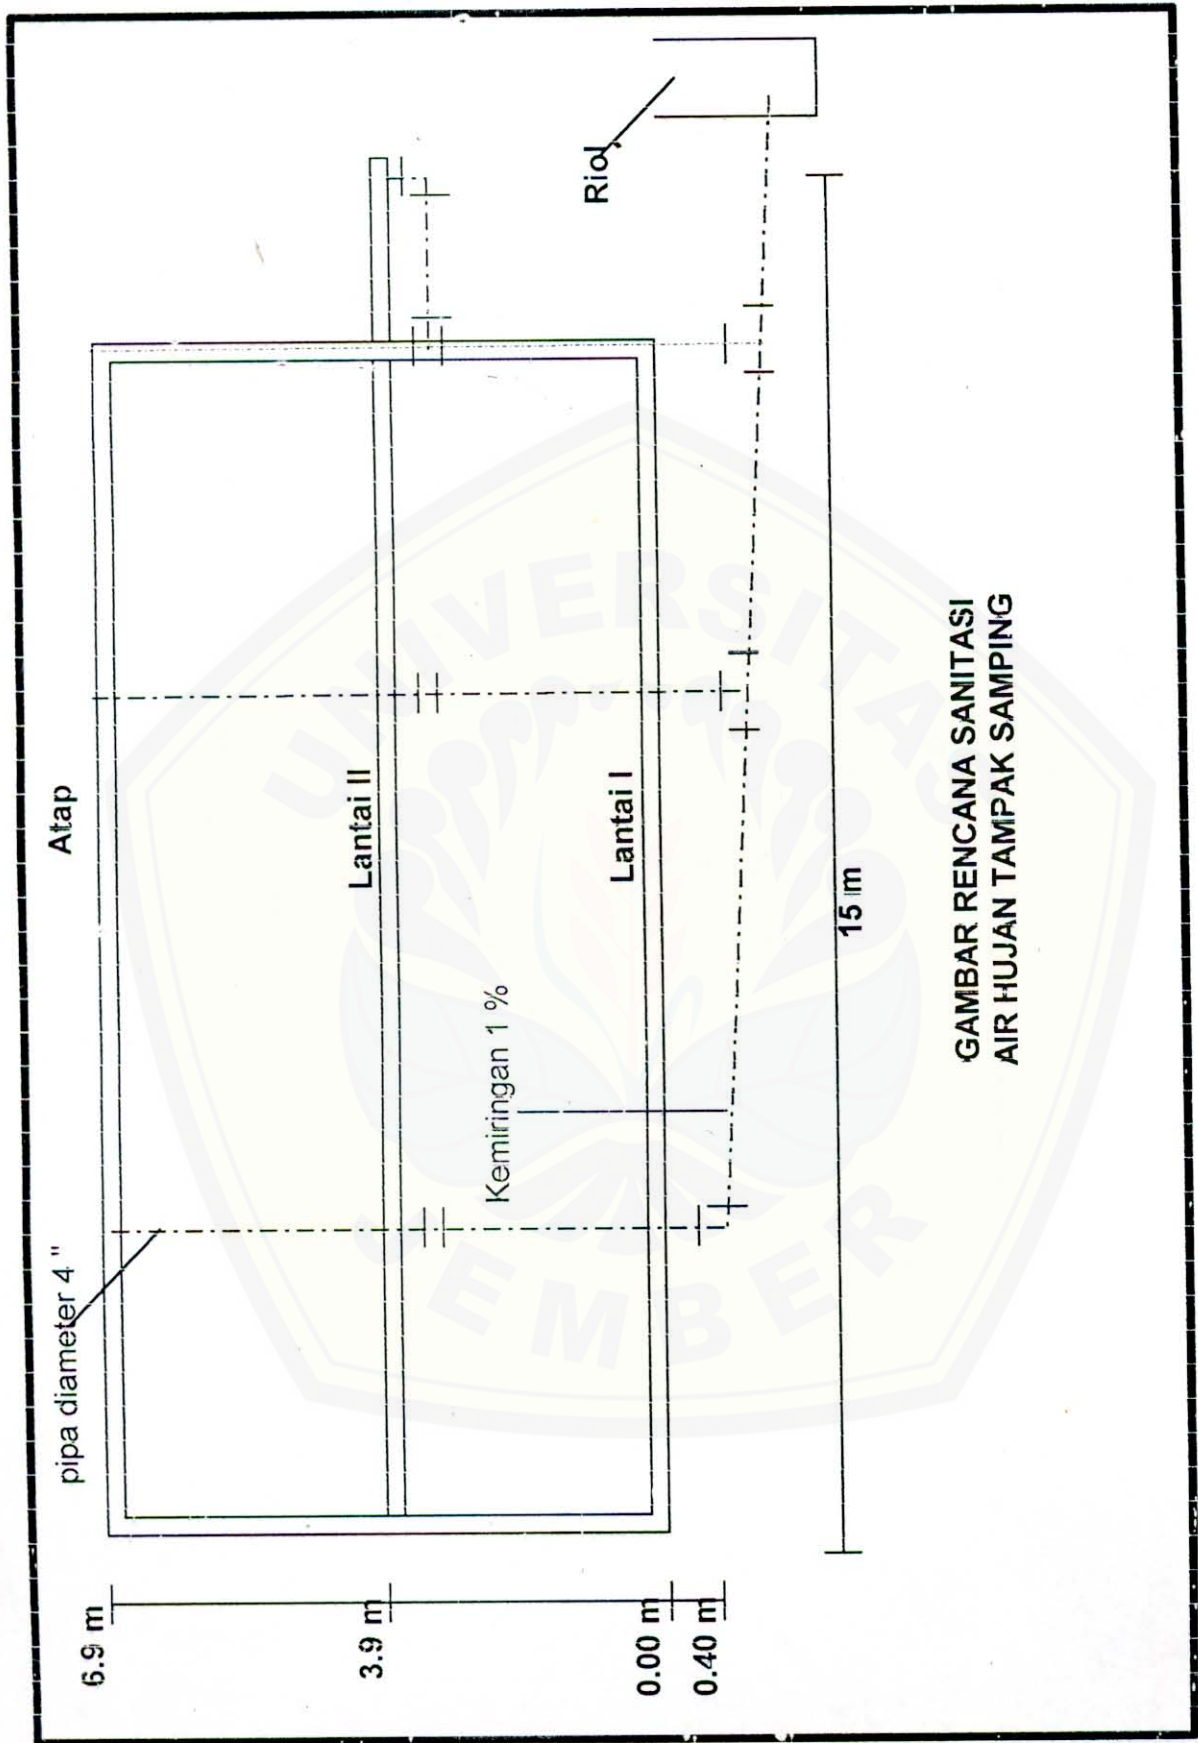 pipa diameter 4 "
Atap
6.9 m
Lantai II
3.9 m
Kemiringan 1 %
Riol
Lantai I
0.00 m
0.40 m
15 m
GAMBAR RENCANA SANITASI
AIR HUJAN TAMPAK SAMPING
UNIVERSITAS
JEMBER